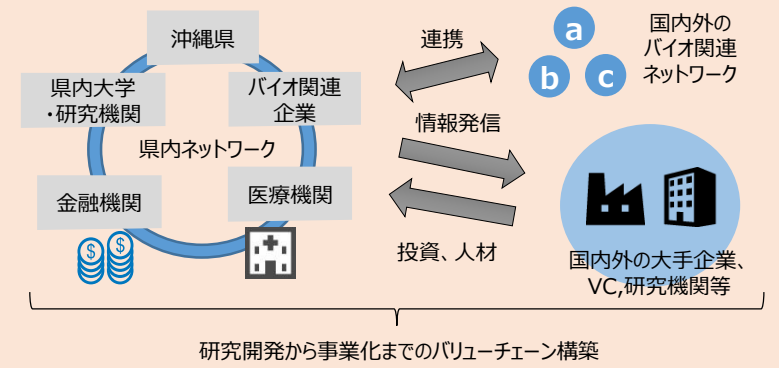 沖縄県
県内大学
・研究機関
バイオ関連
企業
県内ネットワーク
金融機関
医療機関
$ $
連携
情報発信
投資、人材
a
b c
国内外の
バイオ関連
ネットワーク
国内外の大手企業、
VC,研究機関等
研究開発から事業化までのバリューチェーン構築